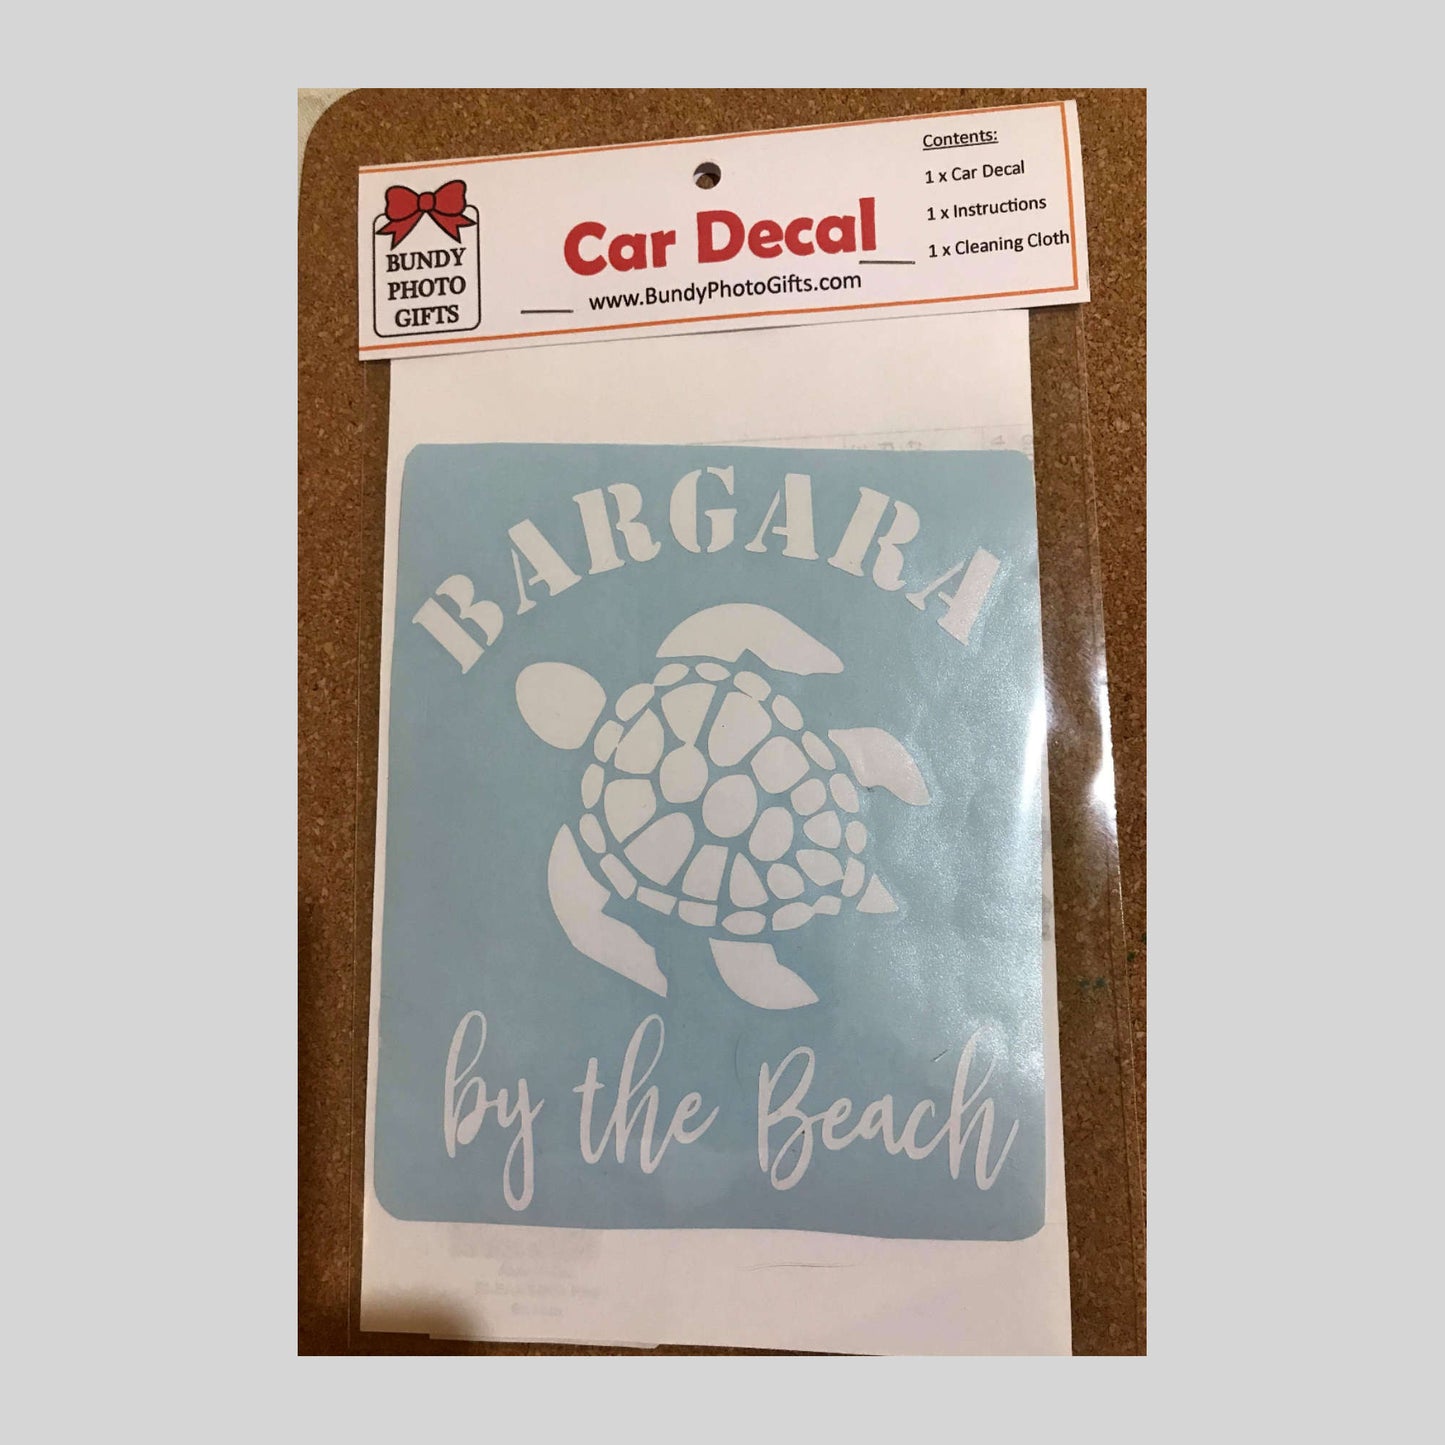 BUNDY
PHOTO
GIFTS
Car Decal
www.BundyPhotoGifts.com
Contents:
1 x Car Decal
1 x Instructions
1 x Cleaning Cloth
BARGARA
by the Beach